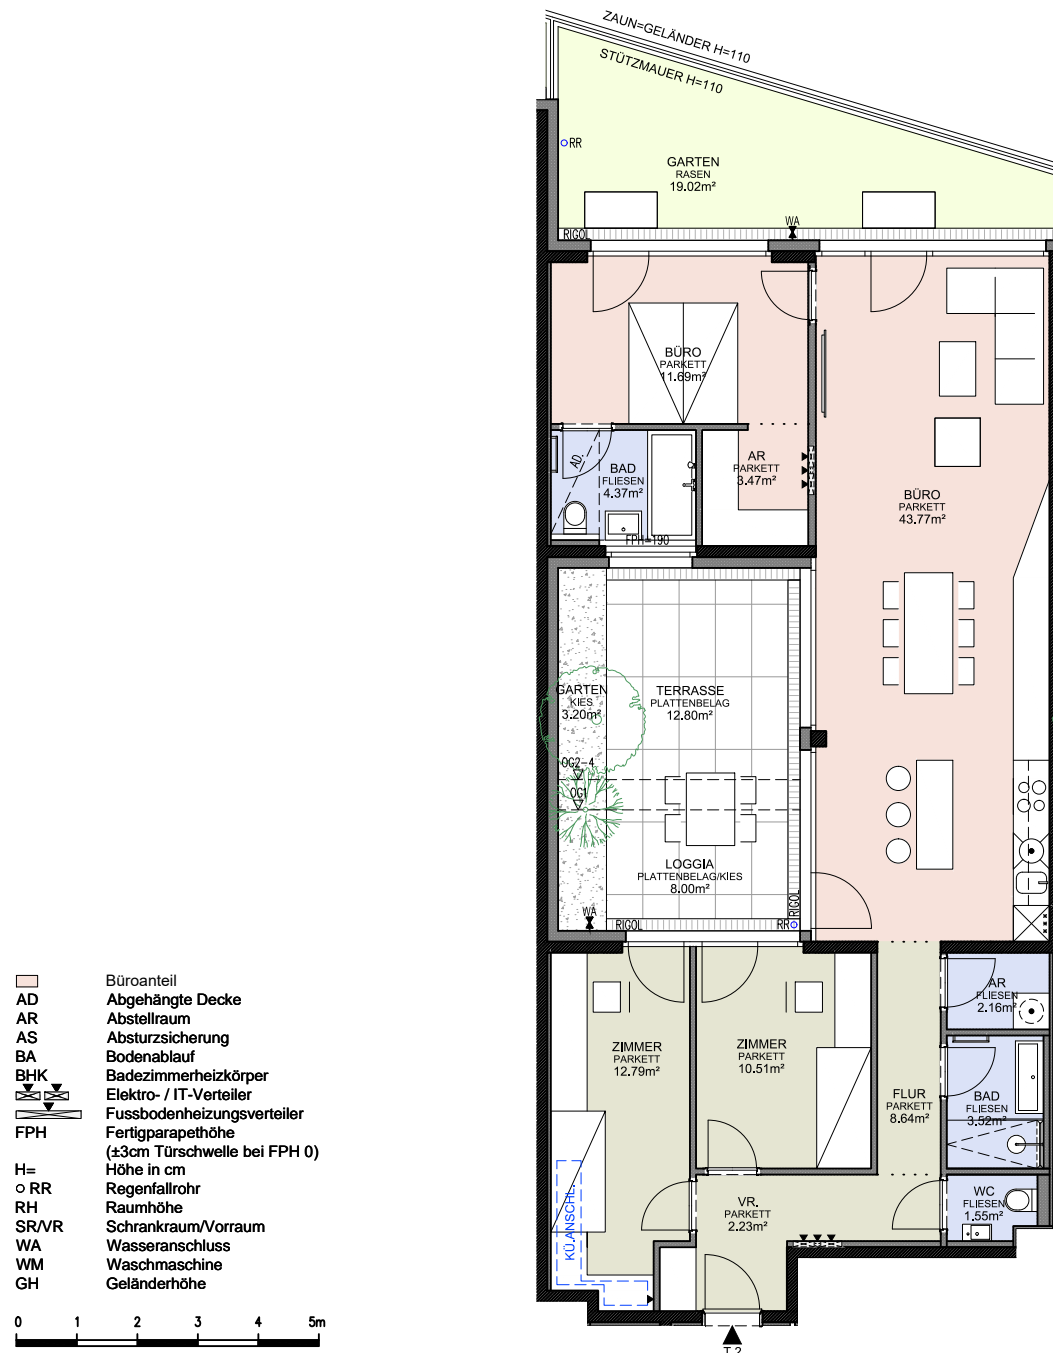 ZAUN=GELÄNDER H=110
STÜTZMAUER H=110
RR
GARTEN
RASEN
19.02m²
WA
RIGOL
BÜRO
PARKETT
11.69m²
AD.
BAD
FLIESEN
4.37m²
AR
PARKETT
3.47m²
BÜRO
PARKETT
43.77m²
FPH=190
GARTEN
KIES
3.20m²
TERRASSE
PLATTENBELAG
12.80m²
OG2-4
OG1
LOGGIA
PLATTENBELAG/KIES
8.00m²
WA
RIGOL
RR
RIGOL
ZIMMER
PARKETT
12.79m²
ZIMMER
PARKETT
10.51m²
AR
FLIESEN
2.16m²
FLUR
PARKETT
8.64m²
BAD
FLIESEN
3.52m²
KÜ.ANSCHL.
VR.
PARKETT
2.23m²
WC
FLIESEN
1.55m²
T 2
Büroanteil
AD Abgehängte Decke
AR Abstellraum
AS Absturzsicherung
BA Bodenablauf
BHK Badezimmerheizkörper
Elektro- / IT-Verteiler
Fussbodenheizungsverteiler
FPH Fertigparapethöhe
(±3cm Türschwelle bei FPH 0)
H= Höhe in cm
RR Regenfallrohr
RH Raumhöhe
SR/VR Schrankraum/Vorraum
WA Wasseranschluss
WM Waschmaschine
GH Geländerhöhe
0 1 2 3 4 5m